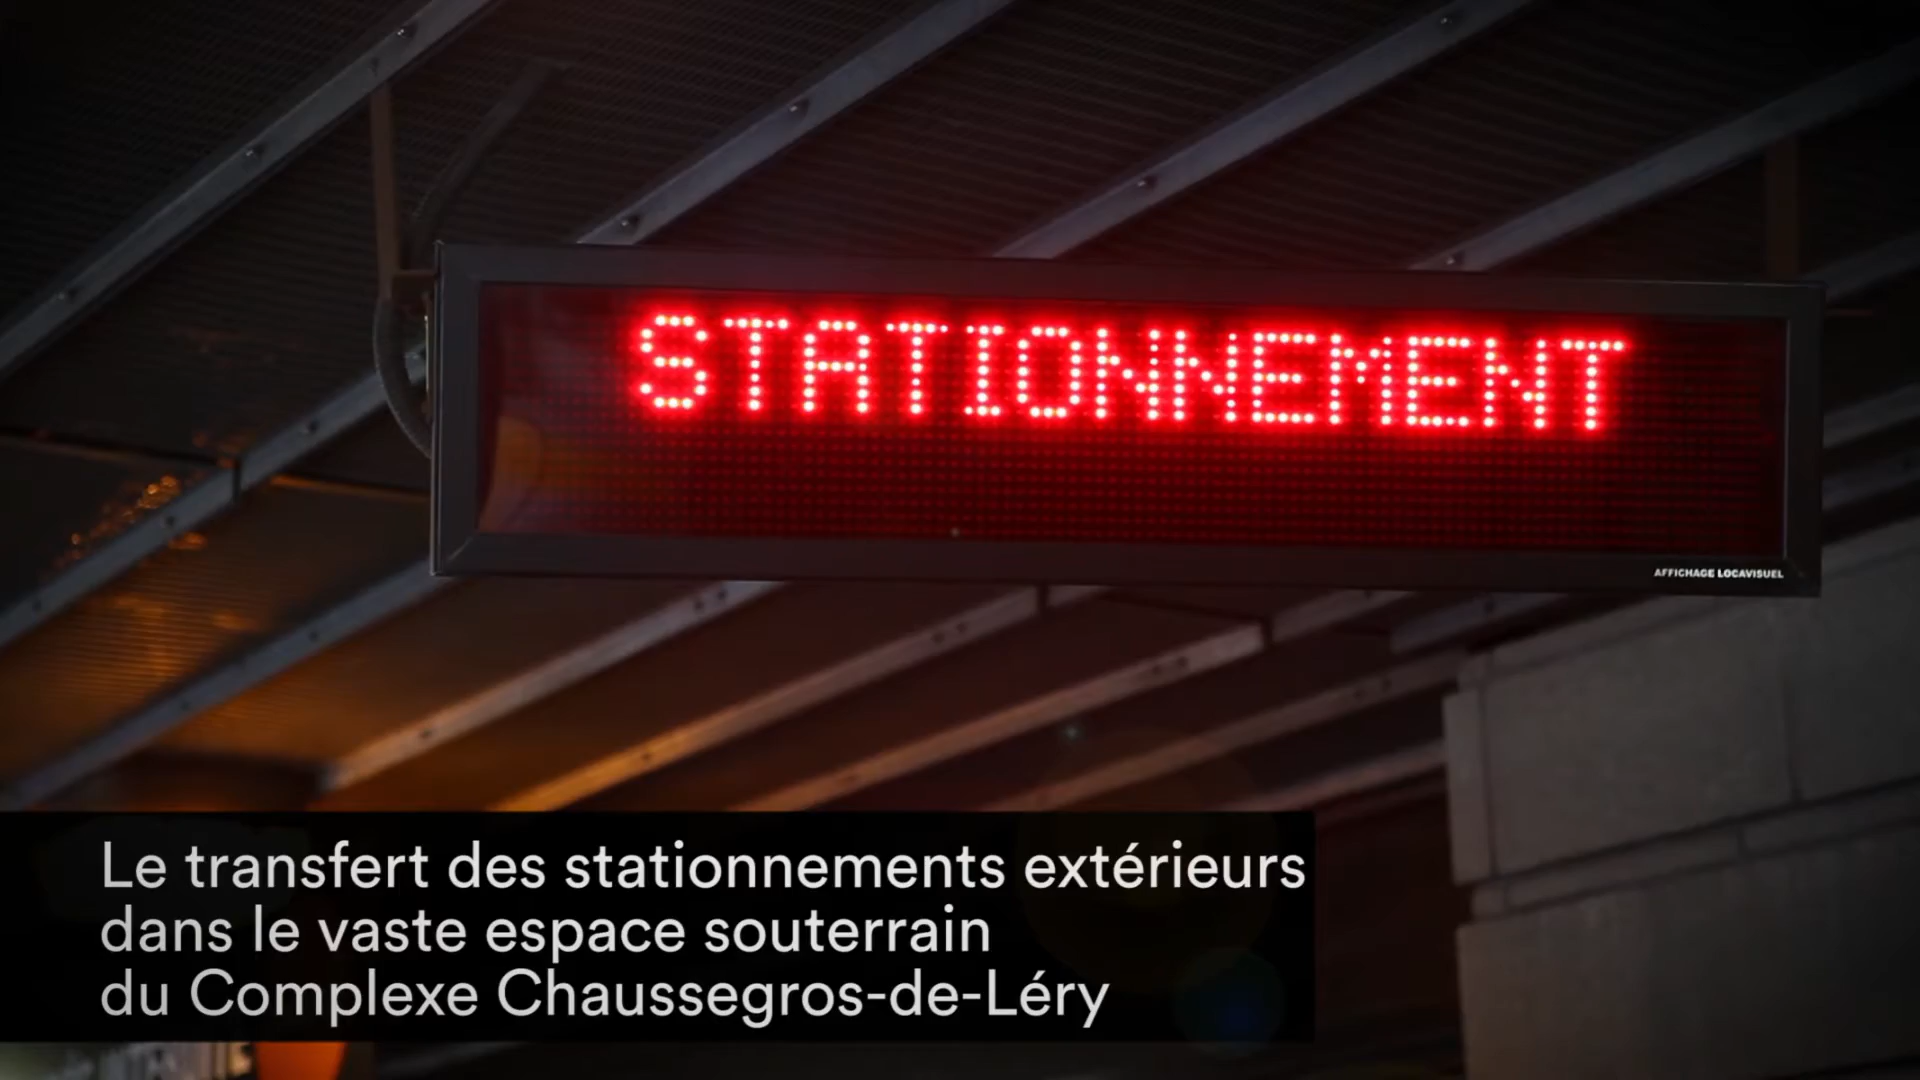 STATIONNEMENT
AFFICHAGE LOCAVISUEL
Le transfert des stationnements extérieurs
dans le vaste espace souterrain
du Complexe Chaussegros-de-Léry